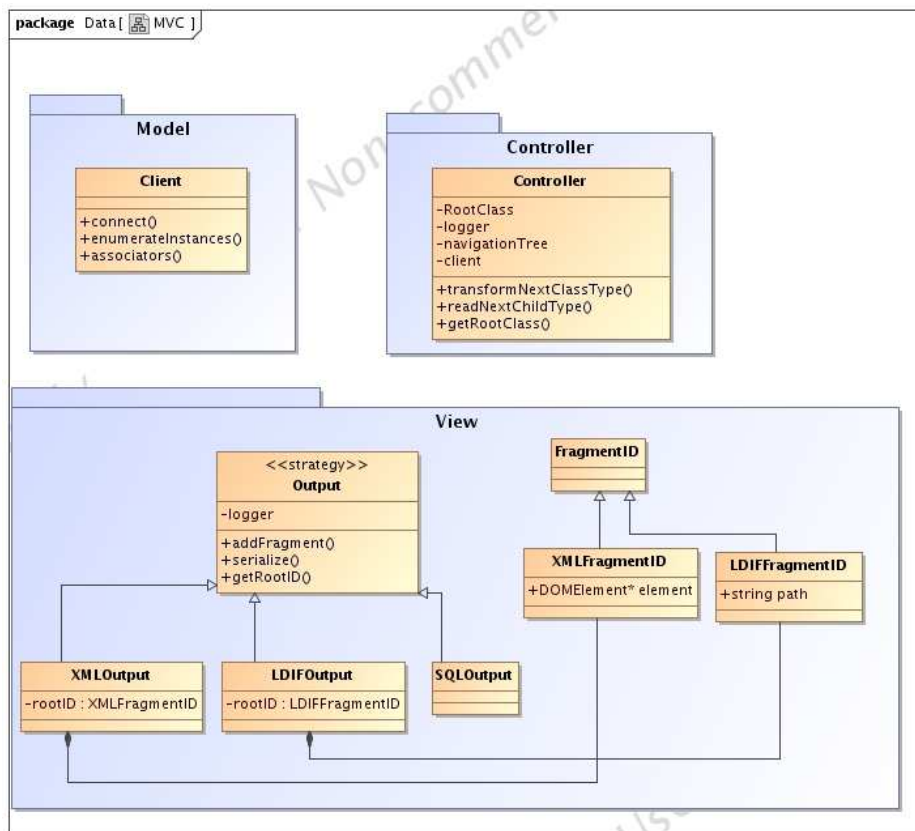 package Data [ MVC ]
Model
Client
+connect()
+enumerateInstances()
+associators()
Controller
Controller
-RootClass
-logger
-navigationTree
-client
+transformNextClassType()
+readNextChildType()
+getRootClass()
View
<<strategy>>
Output
-logger
+addFragment()
+serialize()
+getRootID()
FragmentID
XMLFragmentID
+DOMElement* element
LDIFFragmentID
+string path
XMLOutput
-rootID : XMLFragmentID
LDIFOutput
-rootID : LDIFFragmentID
SQLOutput